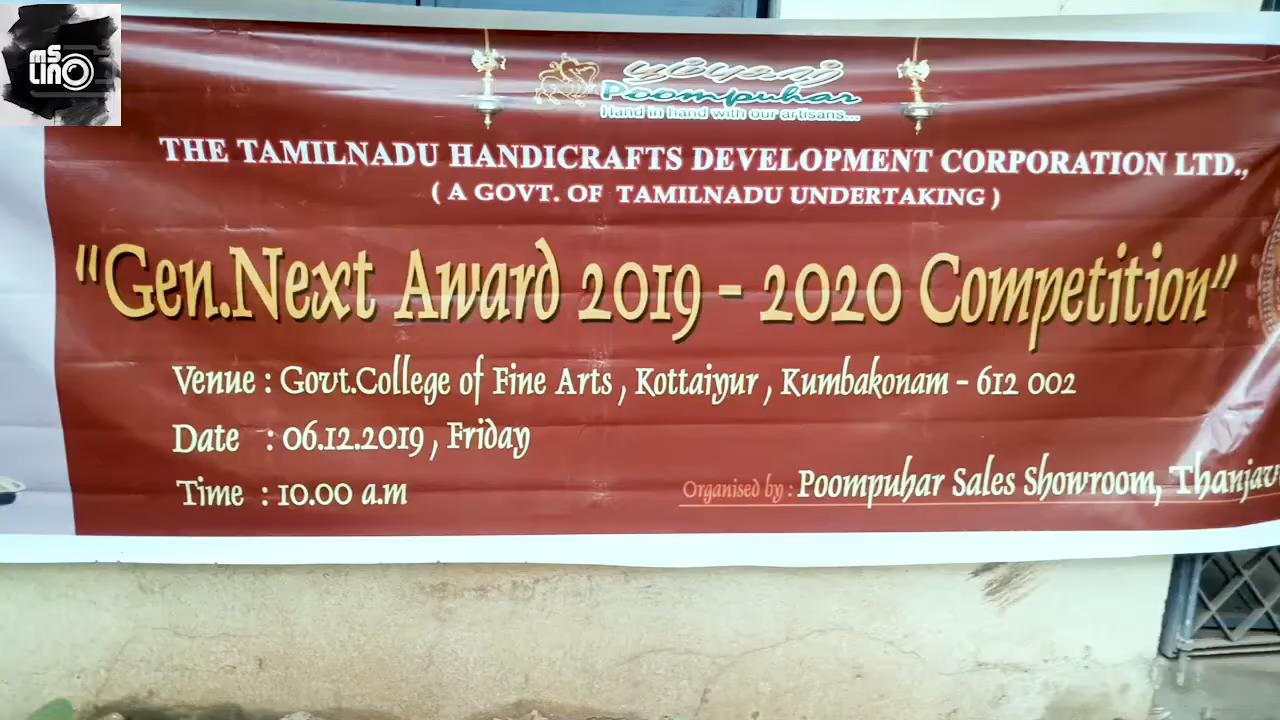 mS
LINO
பூம்புகார்
Poompuhar
Hand in hand with our artisans...
THE TAMILNADU HANDICRAFTS DEVELOPMENT CORPORATION LTD.,
( A GOVT. OF TAMILNADU UNDERTAKING )
"Gen.Next Award 2019 - 2020 Competition"
Venue : Govt.College of Fine Arts , Kottaiyur , Kumbakonam - 612 002
Date : 06.12.2019 , Friday
Time : 10.00 a.m
Organised by : Poompuhar Sales Showroom, Thanjav